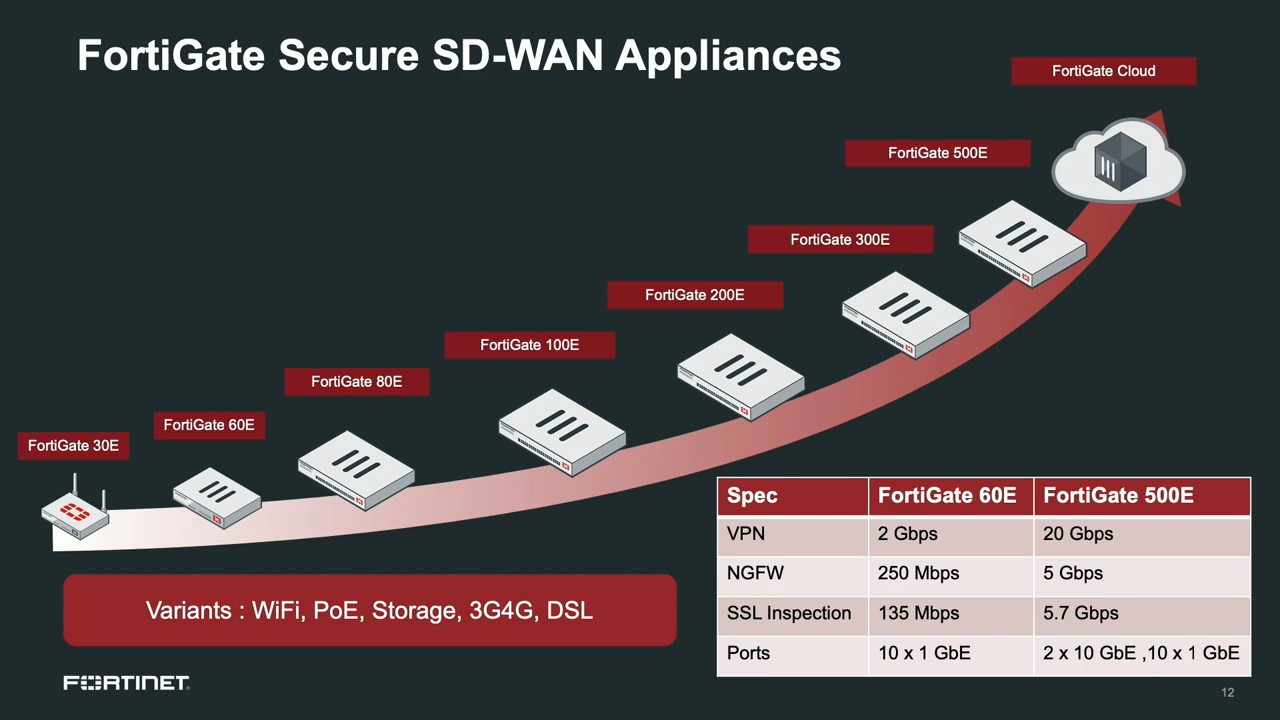 FortiGate Secure SD-WAN Appliances
FortiGate Cloud
FortiGate 500E
FortiGate 300E
FortiGate 200E
FortiGate 100E
FortiGate 80E
FortiGate 60E
FortiGate 30E
Spec FortiGate 60E FortiGate 500E
VPN 2 Gbps 20 Gbps
NGFW 250 Mbps 5 Gbps
SSL Inspection 135 Mbps 5.7 Gbps
Ports 10 x 1 GbE 2 x 10 GbE ,10 x 1 GbE
Variants : WiFi, PoE, Storage, 3G4G, DSL
FORTINET
12